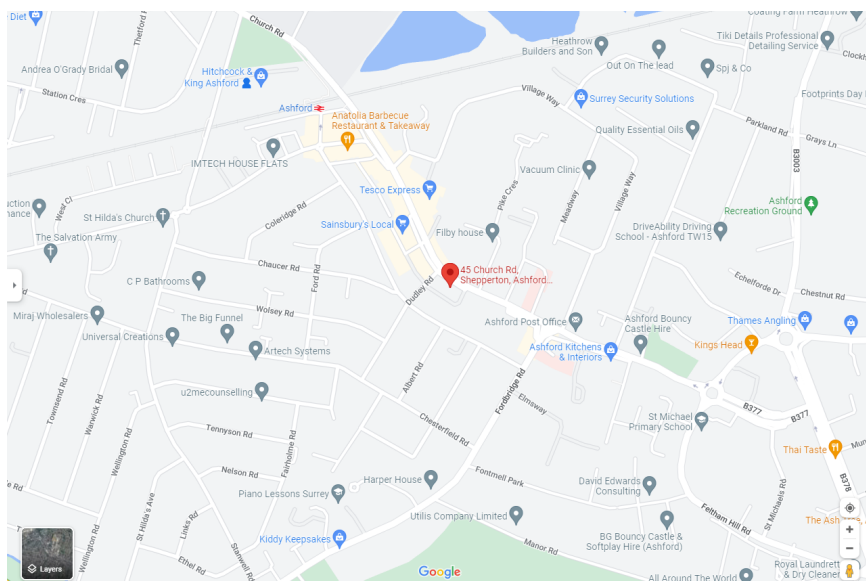 Diet
Church Rd
Thetford Rd
Heathrow
Builders and Son
Coating Farm Heathrow
Tiki Details Professional
Detailing Service
Andrea O'Grady Bridal
Hitchcock &
King Ashford
Out On The lead
Spj & Co
Clockh
Station Cres
Village Way
Surrey Security Solutions
Footprints Day
Ashford
Anatolia Barbecue
Restaurant & Takeaway
Quality Essential Oils
Parkland Rd
Grays Ln
B3003
IMTECH HOUSE FLATS
Vacuum Clinic
Tesco Express
Pike Cres
Meadway
Village Way
Ashford
Recreation Ground
West Cl
uction
nance
St Hilda's Church
Coleridge Rd
Sainsbury's Local
Filby house
DriveAbility Driving
School - Ashford TW15
The Salvation Army
Chaucer Rd
Ford Rd
45 Church Rd,
Shepperton, Ashford...
Echelforde Dr
C P Bathrooms
Dudley Rd
Chestnut Rd
Miraj Wholesalers
Wolsey Rd
The Big Funnel
Ashford Post Office
Ashford Bouncy
Castle Hire
Thames Angling
Universal Creations
Artech Systems
Ashford Kitchens
& Interiors
Kings Head
Townsend Rd
Warwick Rd
Wellington Rd
u2mecounselling
Albert Rd
Fordbridge Rd
Elmsway
B377
B377
Tennyson Rd
Chesterfield Rd
St Michael
Primary School
Thai Taste
Mun
Nelson Rd
Fairholme Rd
Harper House
Fontmell Park
David Edwards
Consulting
B378
e Rd
Piano Lessons Surrey
St Hilda's Ave
Links Rd
Utilis Company Limited
Feltham Hill Rd
St Michaels Rd
The Ash
Wellington Rd
Stanwell Rd
Kiddy Keepsakes
Manor Rd
BG Bouncy Castle &
Softplay Hire (Ashford)
Ethel Rd
Layers
Google
All Around The World
Royal Laundrett
& Dry Cleaner